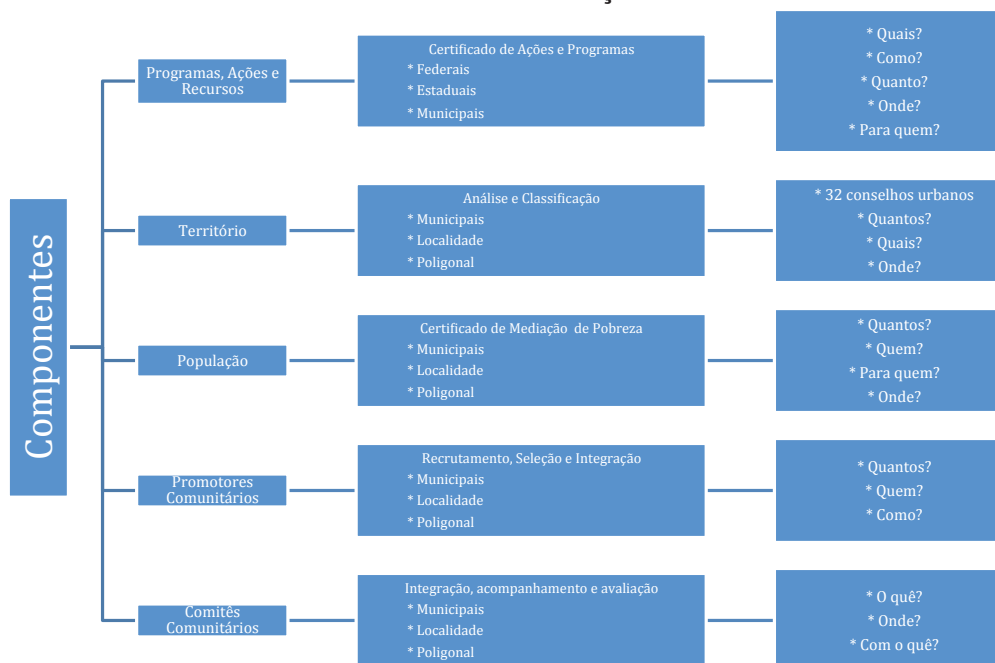 Componentes
Programas, Ações e
Recursos
Certificado de Ações e Programas
* Federais
* Estaduais
* Municipais
* Quais?
* Como?
* Quanto?
* Onde?
* Para quem?
Território
Análise e Classificação
* Municipais
* Localidade
* Poligonal
* 32 conselhos urbanos
* Quantos?
* Quais?
* Onde?
População
Certificado de Mediação de Pobreza
* Municipais
* Localidade
* Poligonal
* Quantos?
* Quem?
* Para quem?
* Onde?
Promotores
Comunitários
Recrutamento, Seleção e Integração
* Municipais
* Localidade
* Poligonal
* Quantos?
* Quem?
* Como?
Comitês
Comunitários
Integração, acompanhamento e avaliação
* Municipais
* Localidade
* Poligonal
* O quê?
* Onde?
* Com o quê?